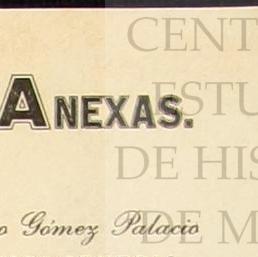 CENT
ESTU
ANEXAS.
DE HIS
o Gómez Palacio
DE M